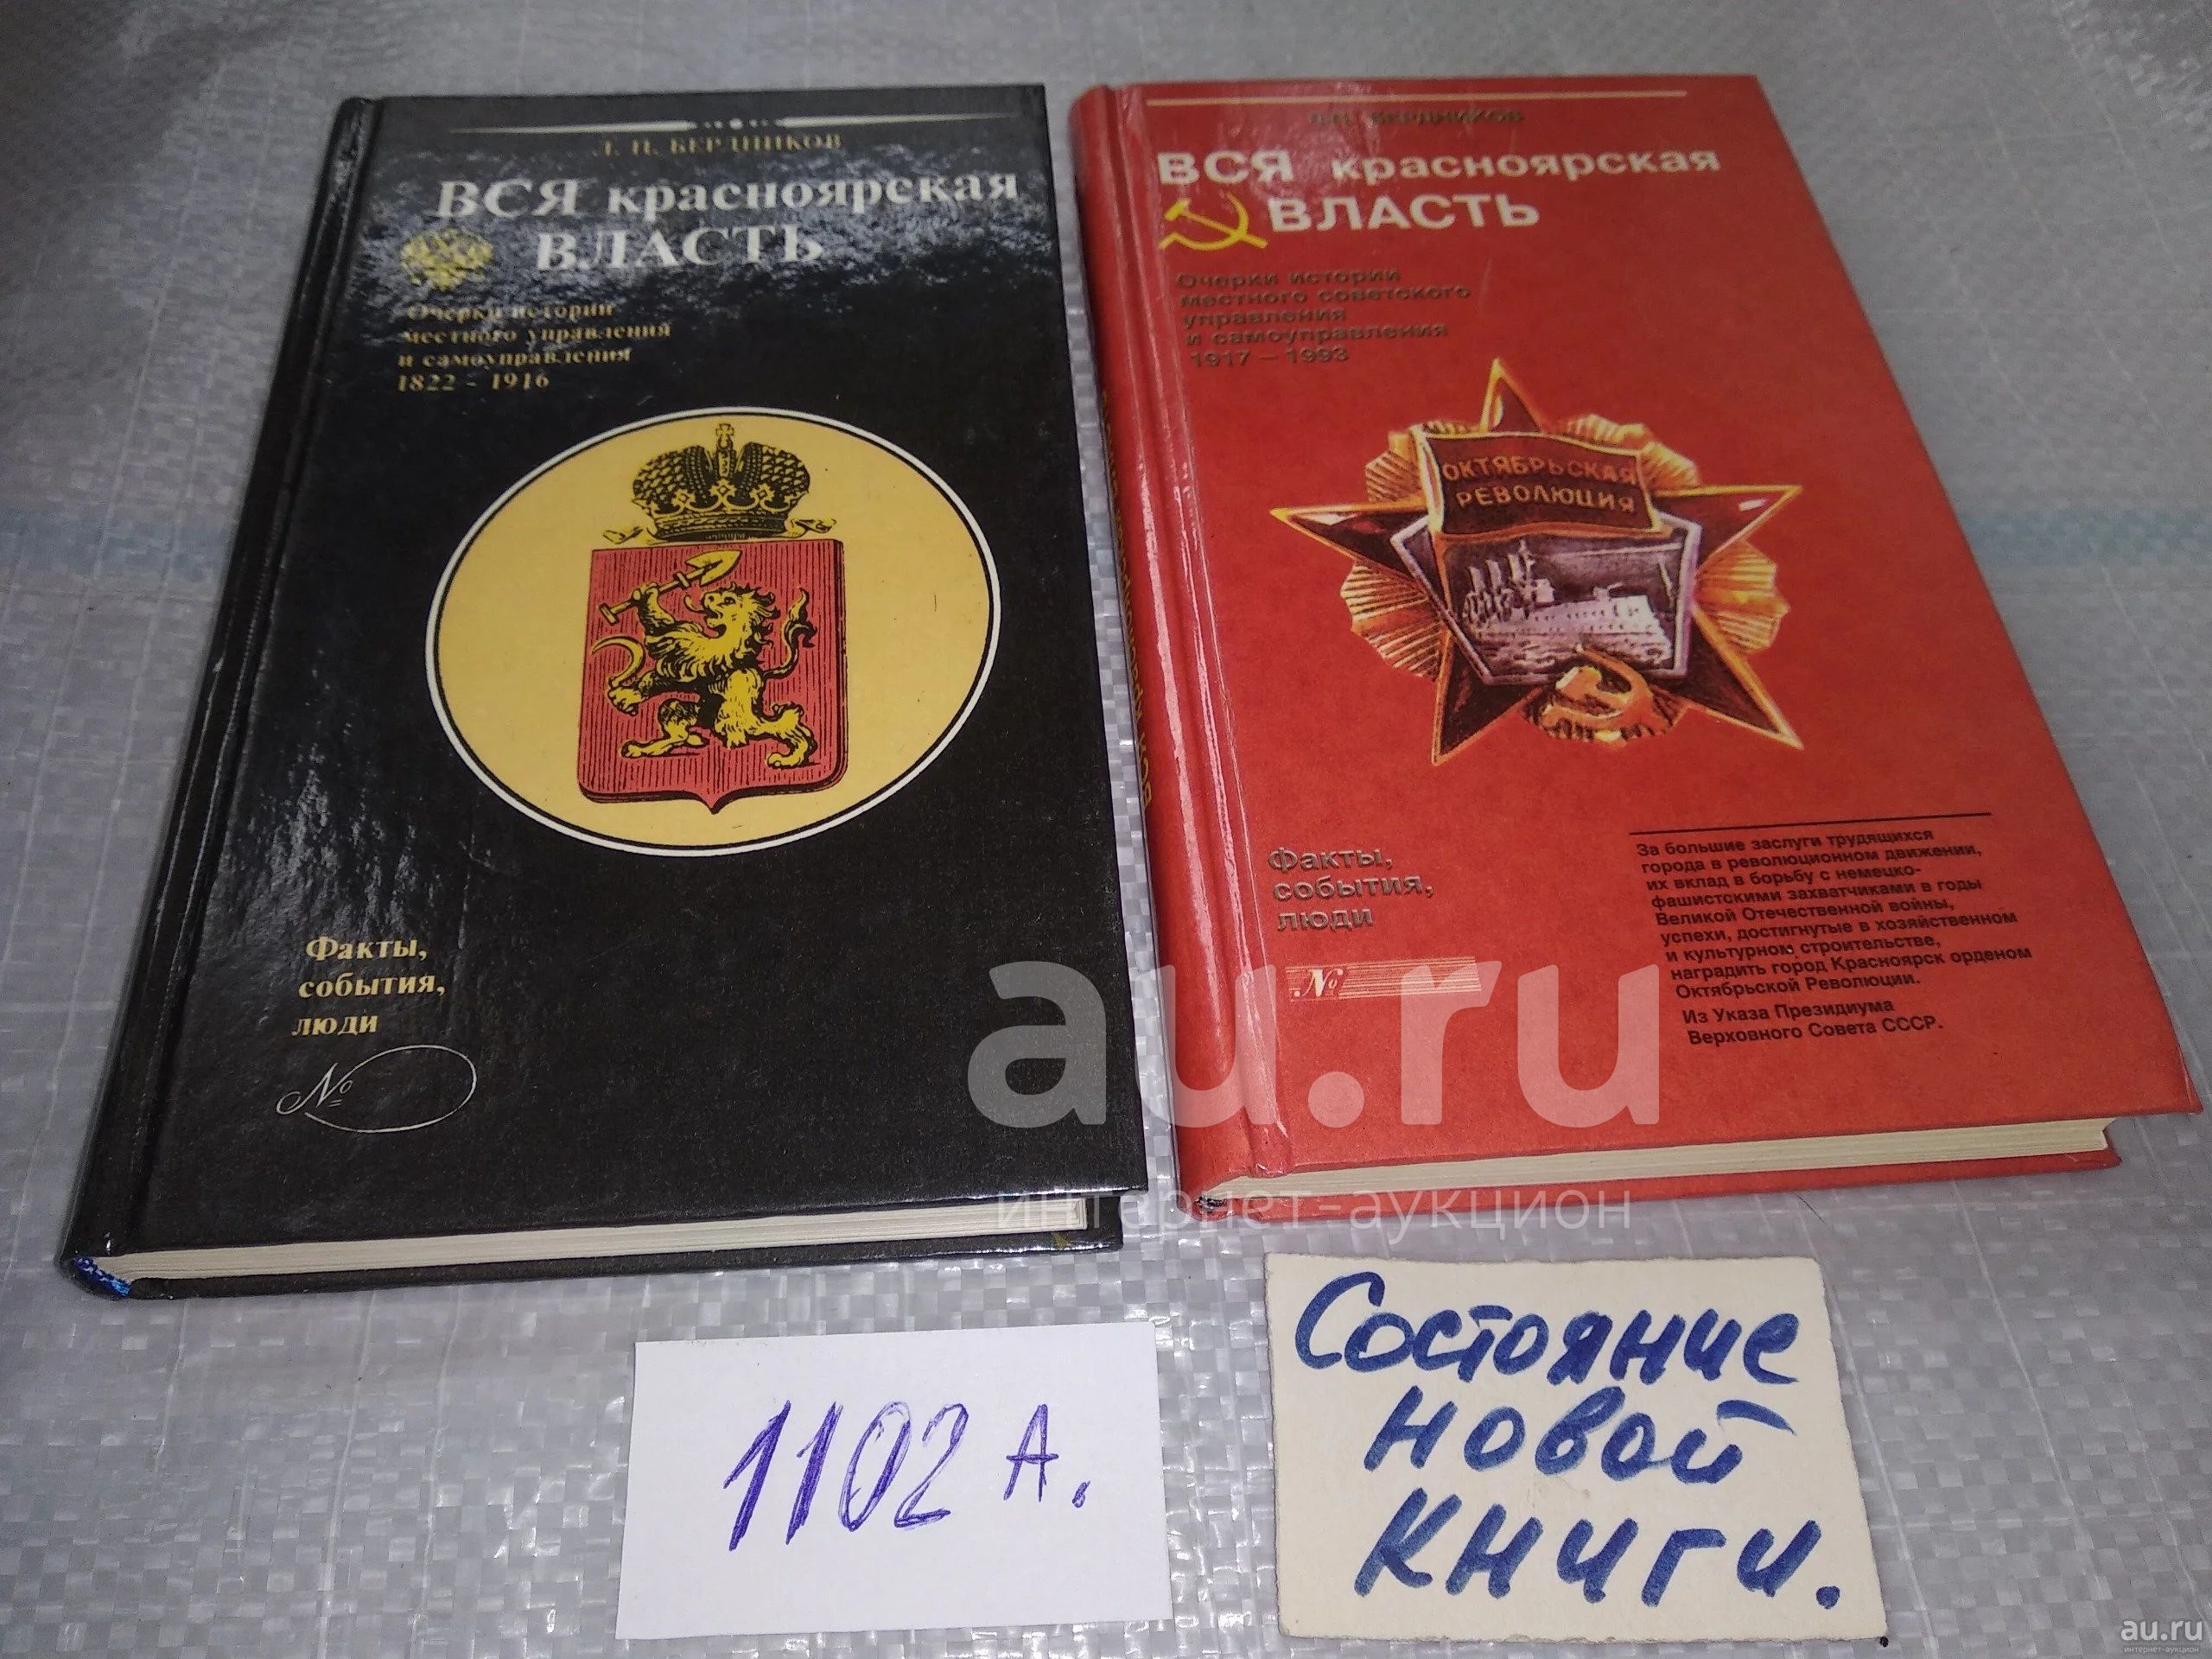 Л. П. БЕРДНИКОВ
ВСЯ красноярская
ВЛАСТЬ
Очерки истории
местного управления
и самоуправления
1822 - 1916
Факты,
события,
люди
№
Л.П. БЕРДНИКОВ
ВСЯ красноярская
ВЛАСТЬ
Очерки истории
местного советского
управления
и самоуправления
1917 - 1993
ОКТЯБРЬСКАЯ
РЕВОЛЮЦИЯ
Факты,
события,
люди
№
За большие заслуги трудящихся
города в революционном движении,
их вклад в борьбу с немецко-
фашистскими захватчиками в годы
Великой Отечественной войны,
успехи, достигнутые в хозяйственном
и культурном строительстве,
наградить город Красноярск орденом
Октябрьской Революции.
Из Указа Президиума
Верховного Совета СССР.
au.ru
интернет-аукцион
1102 А.
Состояние
новой
книги.
au.ru
интернет-аукцион